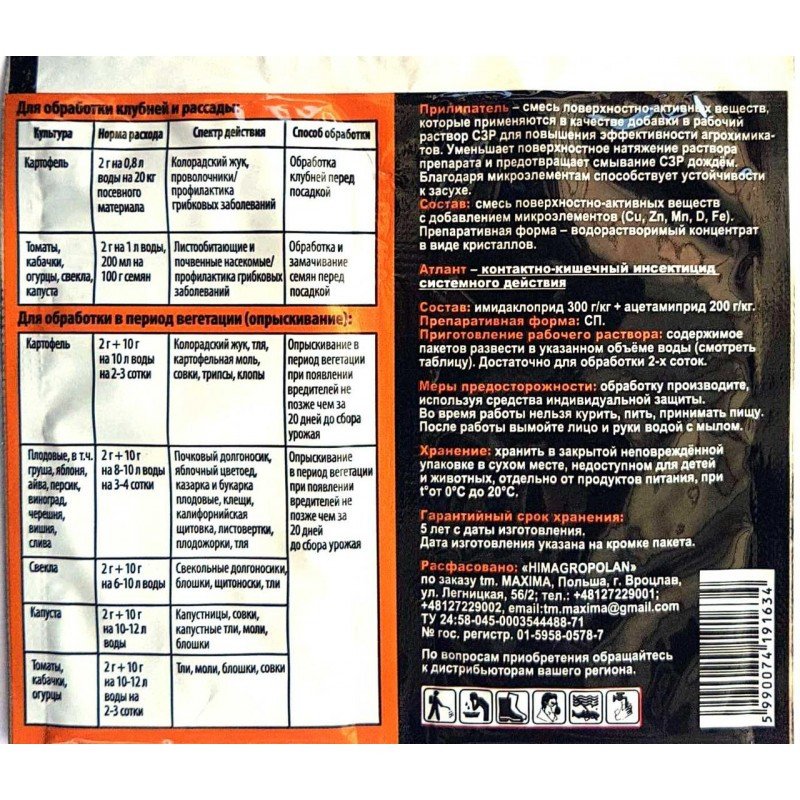 Для обработки клубней и рассады:
Культура
Норма расхода
Спектр действия
Способ обработки
Картофель
2 г на 0,8 л
воды на 20 кг
посевного
материала
Колорадский жук,
проволочники/
профилактика
грибковых заболеваний
Обработка
клубней перед
посадкой
Томаты,
кабачки,
огурцы, свекла,
капуста
2 г на 1 л воды,
200 мл на
100 г семян
Листообитающие и
почвенные насекомые/
профилактика грибковых
заболеваний
Обработка и
замачивание
семян перед
посадкой
Для обработки в период вегетации (опрыскивание):
Картофель
2 г + 10 г
на 10 л воды
на 2-3 сотки
Колорадский жук, тля,
картофельная моль,
совки, трипсы, клопы
Опрыскивание в
период вегетации
при появлении
вредителей не
позже чем за
20 дней до сбора
урожая
Плодовые, в т.ч.
груша, яблоня,
айва, персик,
виноград,
черешня,
вишня,
слива
2 г + 10 г
на 8-10 л воды
на 3-4 сотки
Почковый долгоносик,
яблочный цветоед,
казарка и букарка
плодовые, клещи,
калифорнийская
щитовка, листовертки,
плодожорки, тля
Опрыскивание
в период вегетации
при появлении
вредителей не
позже чем за
20 дней
до сбора урожая
Свекла
2 г + 10 г
на 6-10 л воды
Свекольные долгоносики,
блошки, щитоноски, тли
Капуста
2 г + 10 г
на 10-12 л
воды
Капустницы, совки,
капустные тли, моли,
блошки
Томаты,
кабачки,
огурцы
2 г + 10 г
на 10-12 л
воды на
2-3 сотки
Тли, моли, блошки, совки
Прилипатель – смесь поверхностно-активных веществ,
которые применяются в качестве добавки в рабочий
раствор СЗР для повышения эффективности агрохимика-
тов. Уменьшает поверхностное натяжение раствора
препарата и предотвращает смывание СЗР дождём.
Благодаря микроэлементам способствует устойчивости
к засухе.
Состав: смесь поверхностно-активных веществ
с добавлением микроэлементов (Cu, Zn, Mn, D, Fe).
Препаративная форма – водорастворимый концентрат
в виде кристаллов.
Атлант – контактно-кишечный инсектицид
системного действия
Состав: имидаклоприд 300 г/кг + ацетамиприд 200 г/кг.
Препаративная форма: СП.
Приготовление рабочего раствора: содержимое
пакетов развести в указанном объёме воды (смотреть
таблицу). Достаточно для обработки 2-х соток.
Меры предосторожности: обработку производите,
используя средства индивидуальной защиты.
Во время работы нельзя курить, пить, принимать пищу.
После работы вымойте лицо и руки водой с мылом.
Хранение: хранить в закрытой неповреждённой
упаковке в сухом месте, недоступном для детей
и животных, отдельно от продуктов питания, при
t°от 0°C до 20°C.
Гарантийный срок хранения:
5 лет с даты изготовления.
Дата изготовления указана на кромке пакета.
Расфасовано: «HIMAGROPOLAN»
по заказу tm. MAXIMA, Польша, г. Вроцлав,
ул. Легницкая, 56/2; тел.: +48127229001;
+48127229002, email:tm.maxima@gmail.com
ТУ 24:58-045-0003544488-71
№ гос. регистр. 01-5958-0578-7
По вопросам приобретения обращайтесь
к дистрибьюторам вашего региона.
5 990074 191634